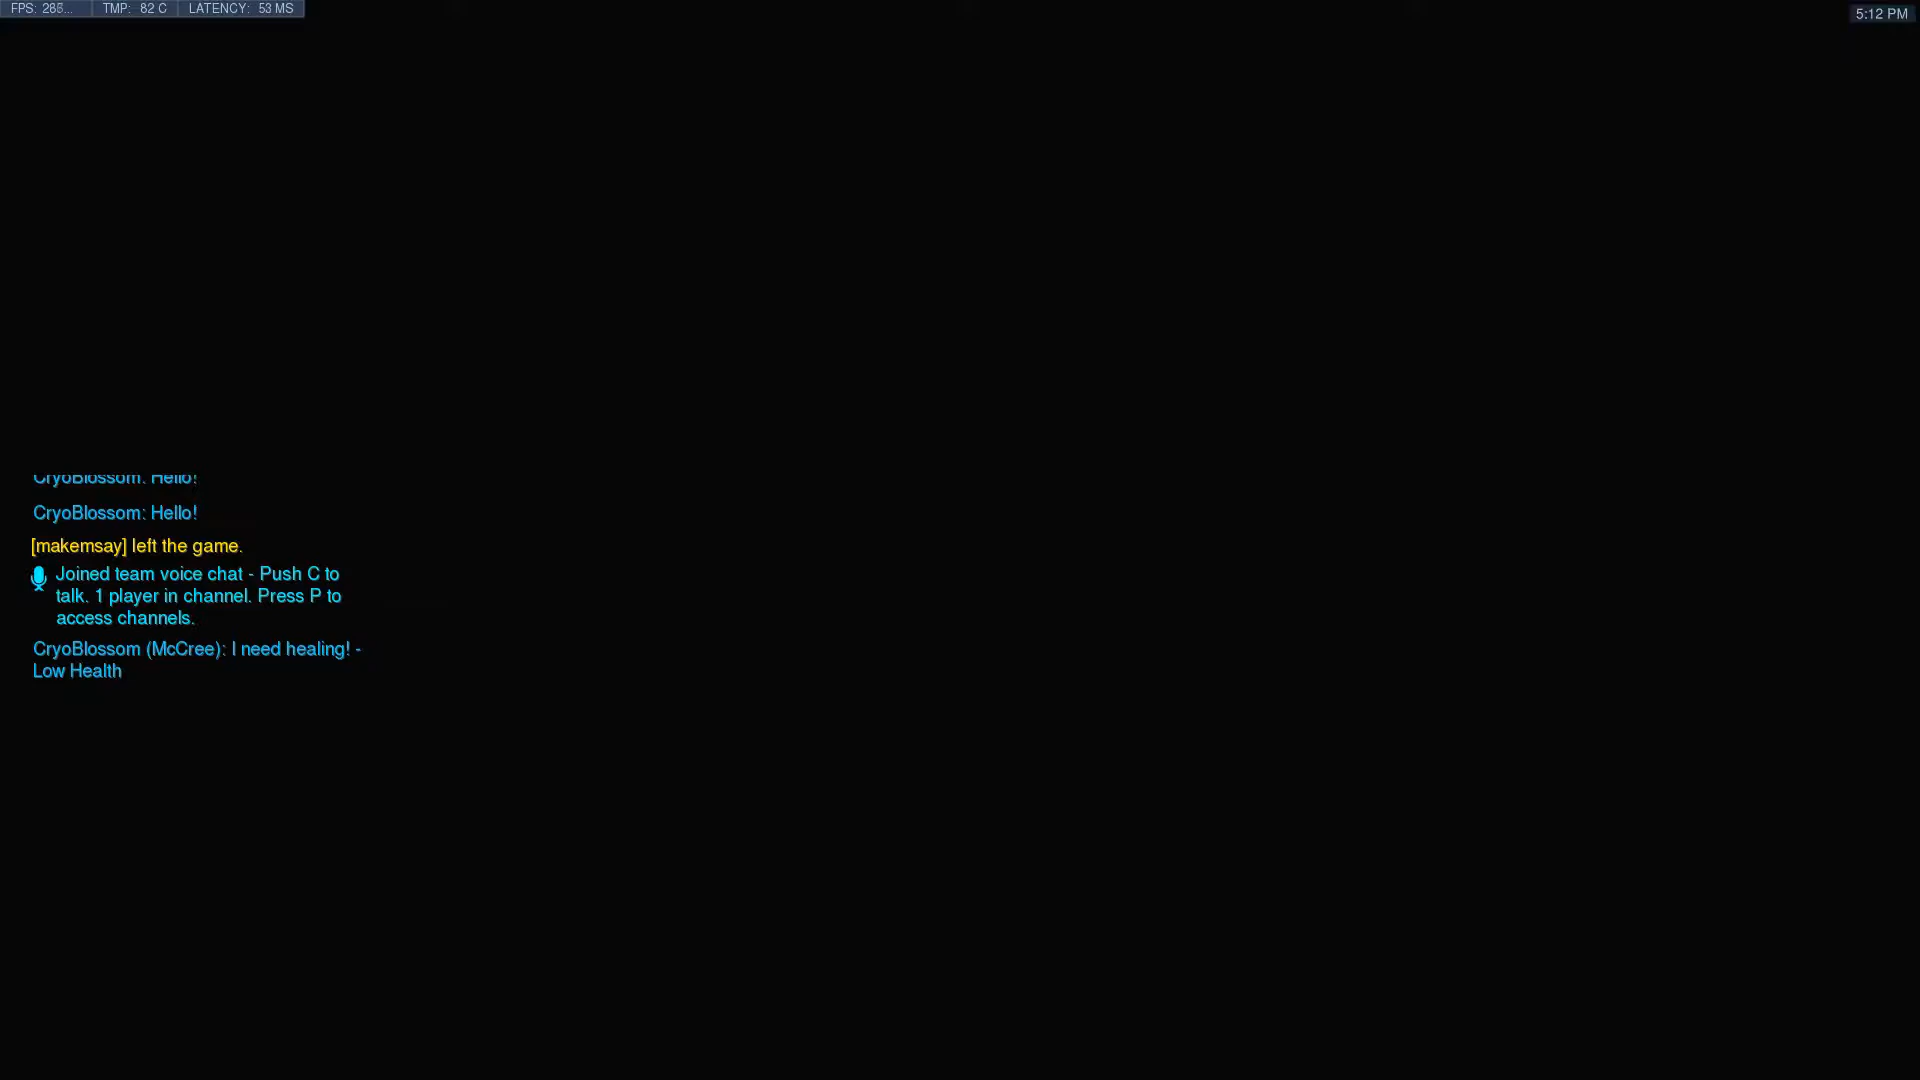 FPS: 285... TMP: 82 C LATENCY: 53 MS
5:12 PM
CryoBlossom: Hello!
CryoBlossom: Hello!
[makemsay] left the game.
Joined team voice chat - Push C to
talk. 1 player in channel. Press P to
access channels.
CryoBlossom (McCree): I need healing! -
Low Health